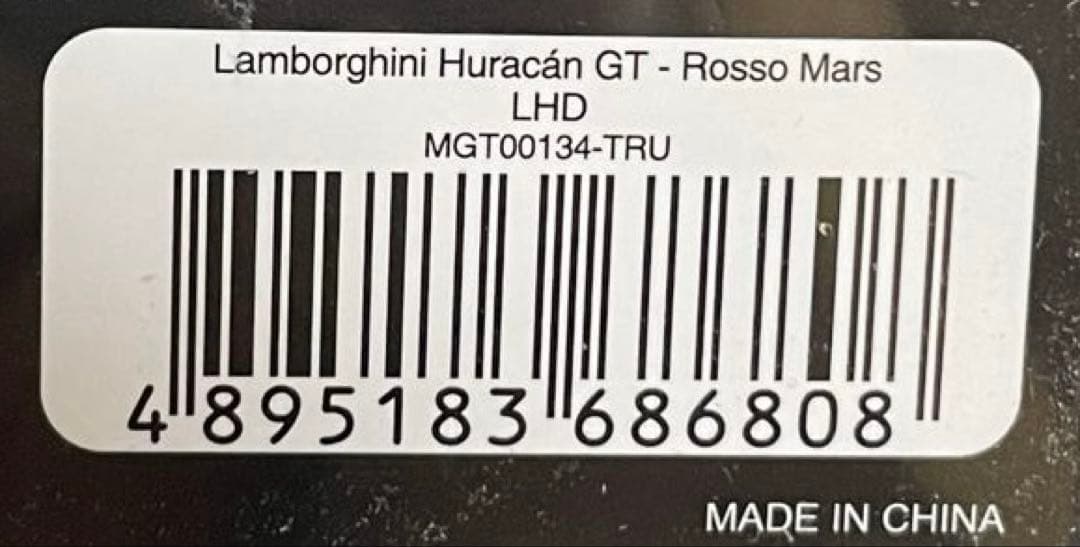 Lamborghini Huracán GT - Rosso Mars
LHD
MGT00134-TRU
4 895183 686808
MADE IN CHINA